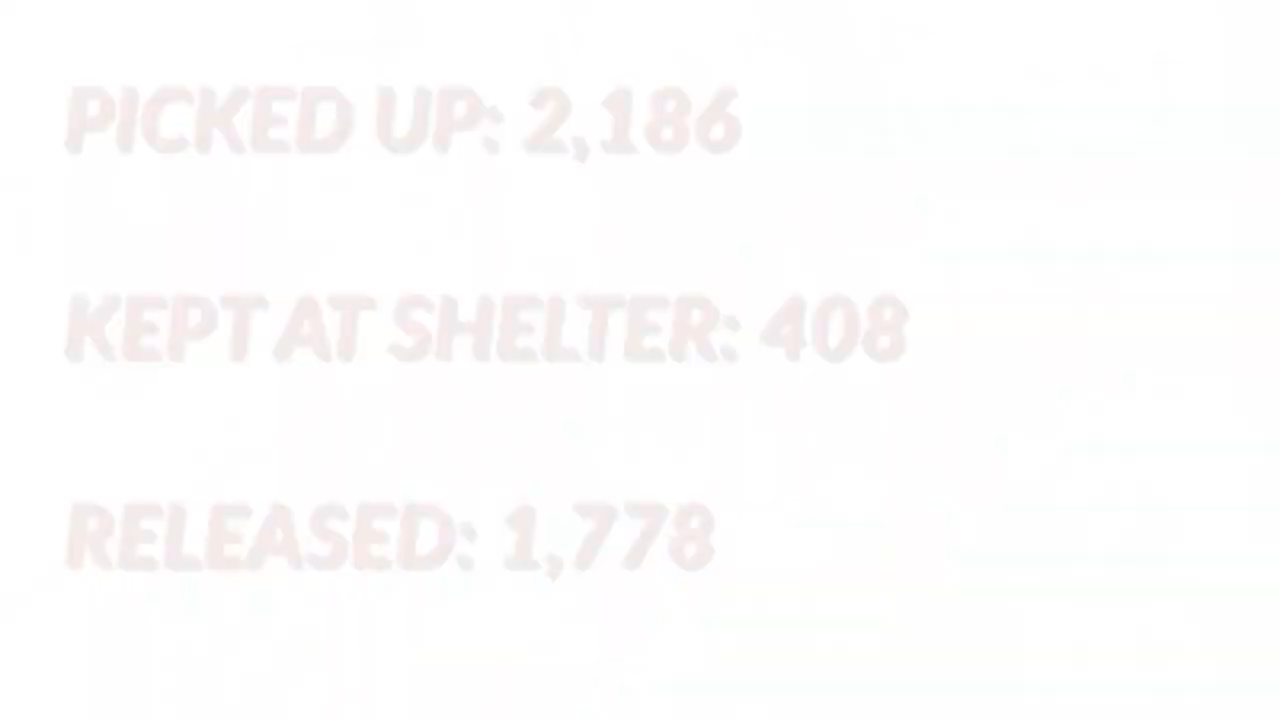 PICKED UP: 2,186
KEPT AT SHELTER: 408
RELEASED: 1,778